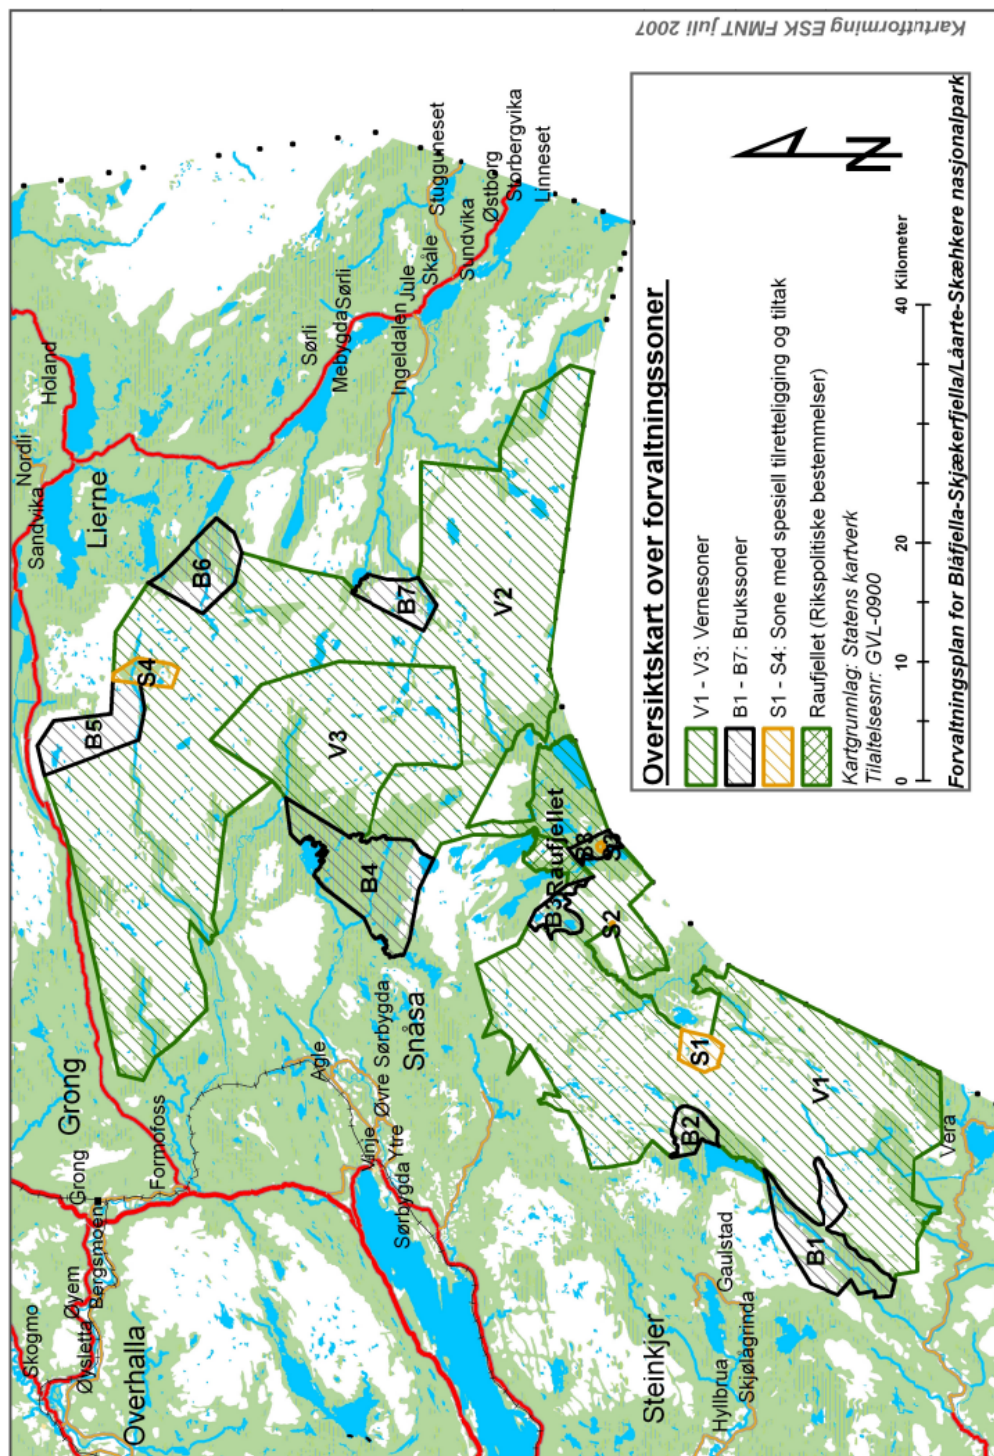 Skogmo
Øysletta
Øyem
Bergsmoen
Grong
Grong
Overhalla
Formofoss
Sandvika
Nordli
Holand
Lierne
B5
S4
B6
Agle
Vinje
Øvre Sørbygda
Ytre
Sørbygda
Snåsa
V3
B4
B7
V2
Sørli
Mebygda
Sørli
Ingeldalen
Jule
Skåle
Stugguneset
Sundvika
Østborg
Storbergvika
Linneset
B3
Raufjellet
S3
S2
S1
B2
V1
B1
Vera
Steinkjer
Gaulstad
Hyllbrua
Skjølågrinda
Oversiktskart over forvaltningssoner
V1 - V3: Vernesoner
B1 - B7: Brukssoner
S1 - S4: Sone med spesiell tilretteligging og tiltak
Raufjellet (Rikspolitiske bestemmelser)
Kartgrunnlag: Statens kartverk
Tilaltelsesnr: GVL-0900
0 10 20 40 Kilometer
N
Forvaltningsplan for Blåfjella-Skjækerfjella/Låarte-Skæhkere nasjonalpark
Kartutforming ESK FMNT juli 2007